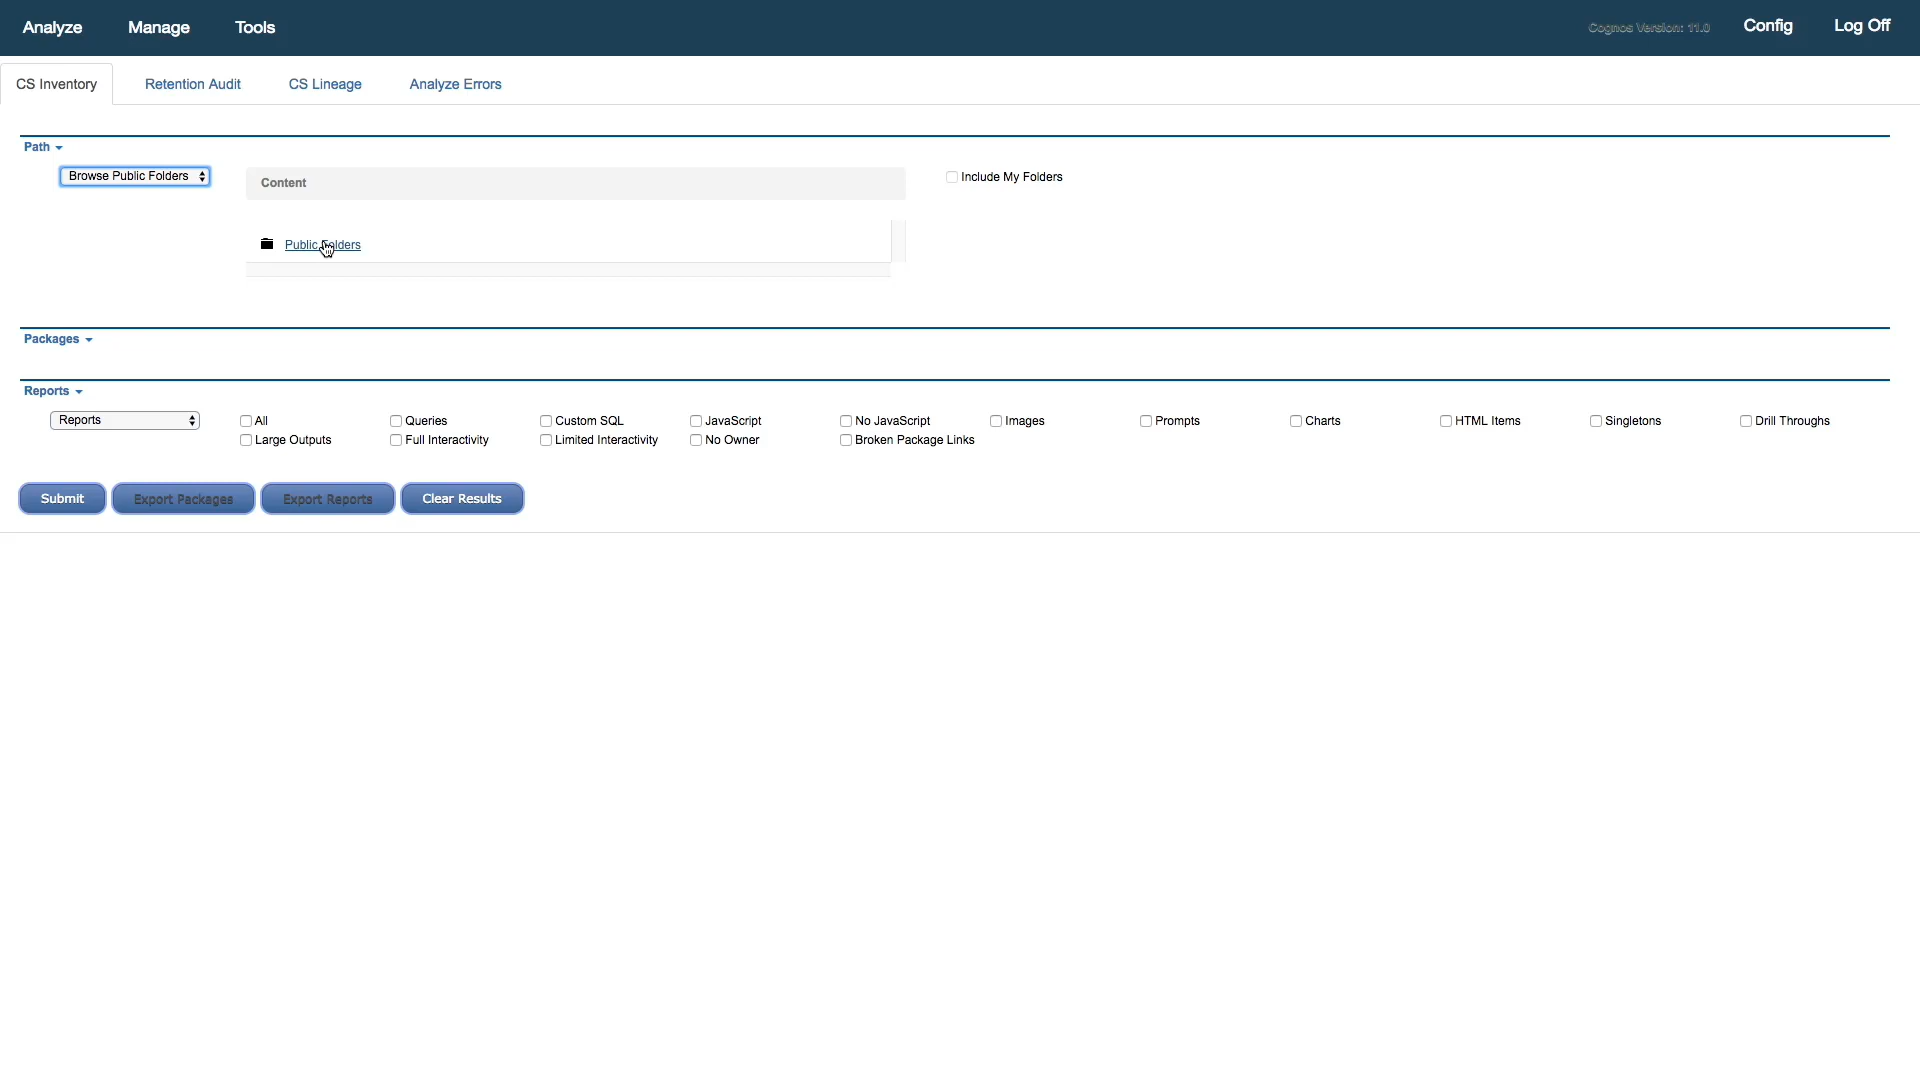 Analyze Manage Tools Cognos Version: 11.0 Config Log Off
CS Inventory Retention Audit CS Lineage Analyze Errors
Path
Browse Public Folders Content Include My Folders
Public Folders
Packages
Reports
Reports All Queries Custom SQL JavaScript No JavaScript Images Prompts Charts HTML Items Singletons Drill Throughs
Large Outputs Full Interactivity Limited Interactivity No Owner Broken Package Links
Submit Export Packages Export Reports Clear Results